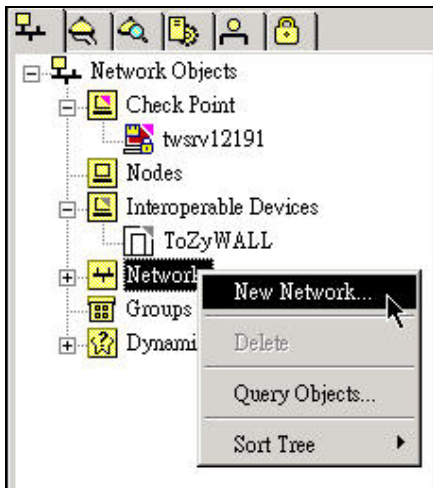 Network Objects
Check Point
twsrv12191
Nodes
Interoperable Devices
ToZyWALL
Network
New Network...
Groups
Dynami
Delete
Query Objects...
Sort Tree